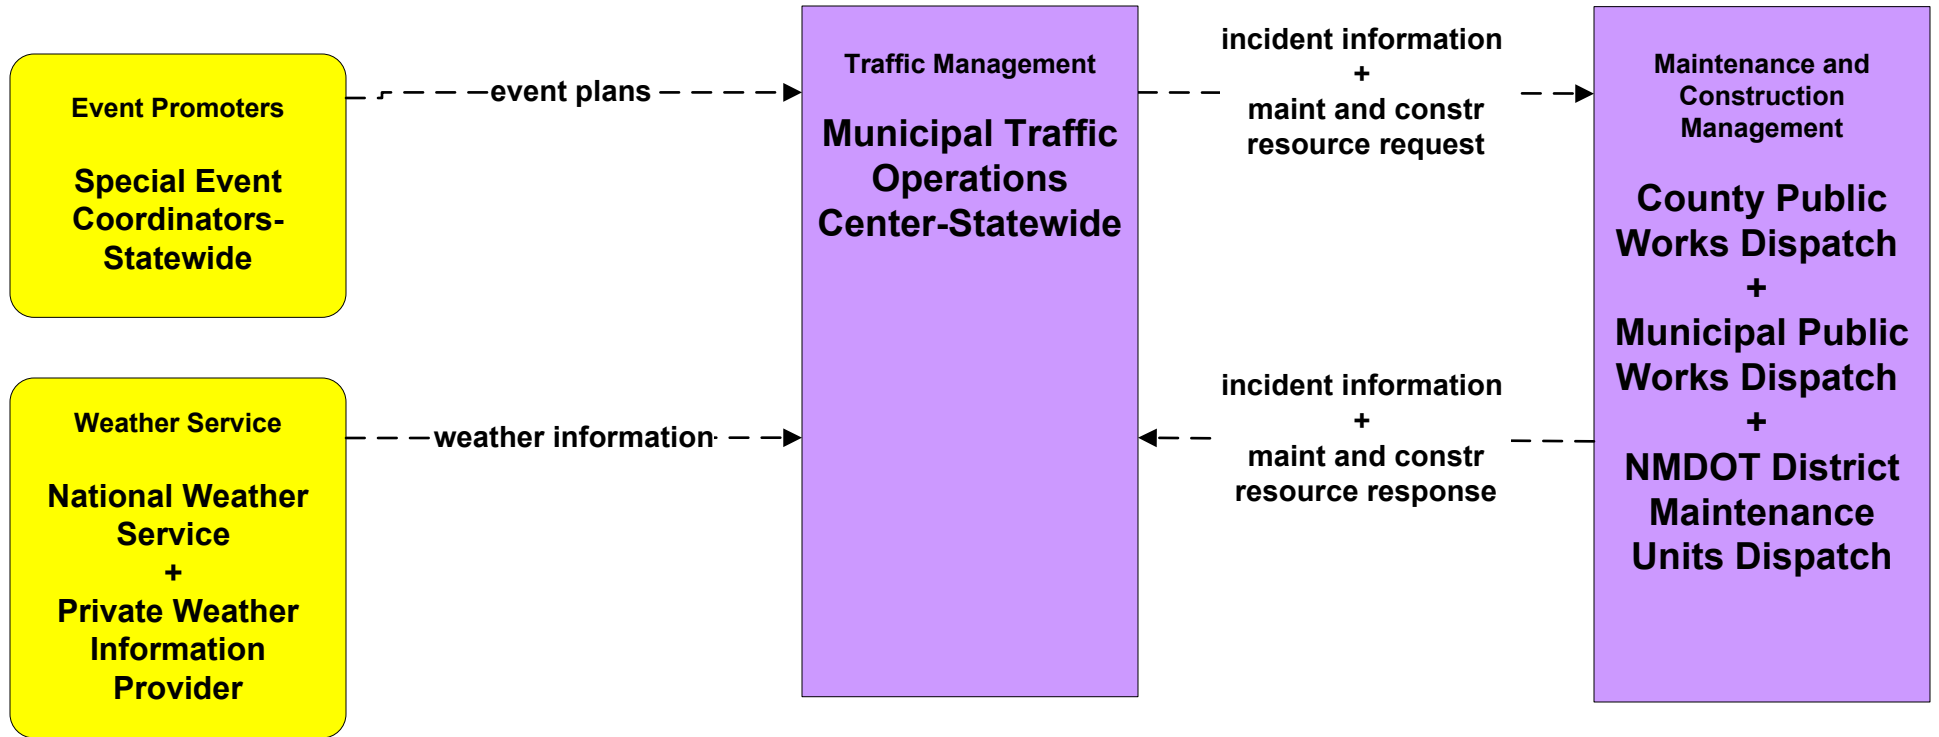 Event Promoters
Special Event
Coordinators-
Statewide
event plans
Weather Service
National Weather
Service
+
Private Weather
Information
Provider
weather information
Traffic Management
Municipal Traffic
Operations
Center-Statewide
incident information
+
maint and constr
resource request
incident information
+
maint and constr
resource response
Maintenance and
Construction
Management
County Public
Works Dispatch
+
Municipal Public
Works Dispatch
+
NMDOT District
Maintenance
Units Dispatch